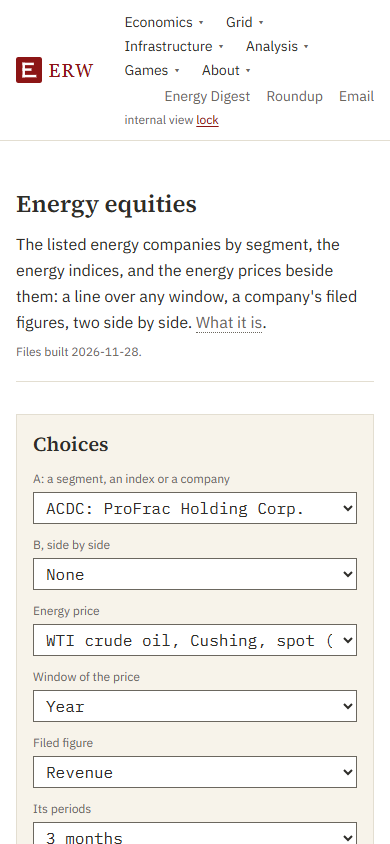 Economics ▾ Grid ▾
Infrastructure ▾ Analysis ▾
E ERW
Games ▾ About ▾
Energy Digest Roundup Email
internal view lock
Energy equities
The listed energy companies by segment, the
energy indices, and the energy prices beside
them: a line over any window, a company's filed
figures, two side by side. What it is.
Files built 2026-11-28.
Choices
A: a segment, an index or a company
ACDC: ProFrac Holding Corp.
B, side by side
None
Energy price
WTI crude oil, Cushing, spot (
Window of the price
Year
Filed figure
Revenue
Its periods
3 months